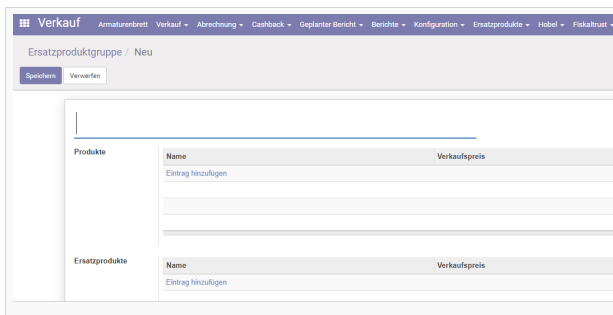 Verkauf Armaturenbrett Verkauf Abrechnung Cashback Geplanter Bericht Berichte Konfiguration Ersatzprodukte Hobel Fiskaltrust
Ersatzproduktgruppe / Neu
Speichern Verwerfen
Produkte Name Verkaufspreis
Eintrag hinzufügen
Ersatzprodukte Name Verkaufspreis
Eintrag hinzufügen